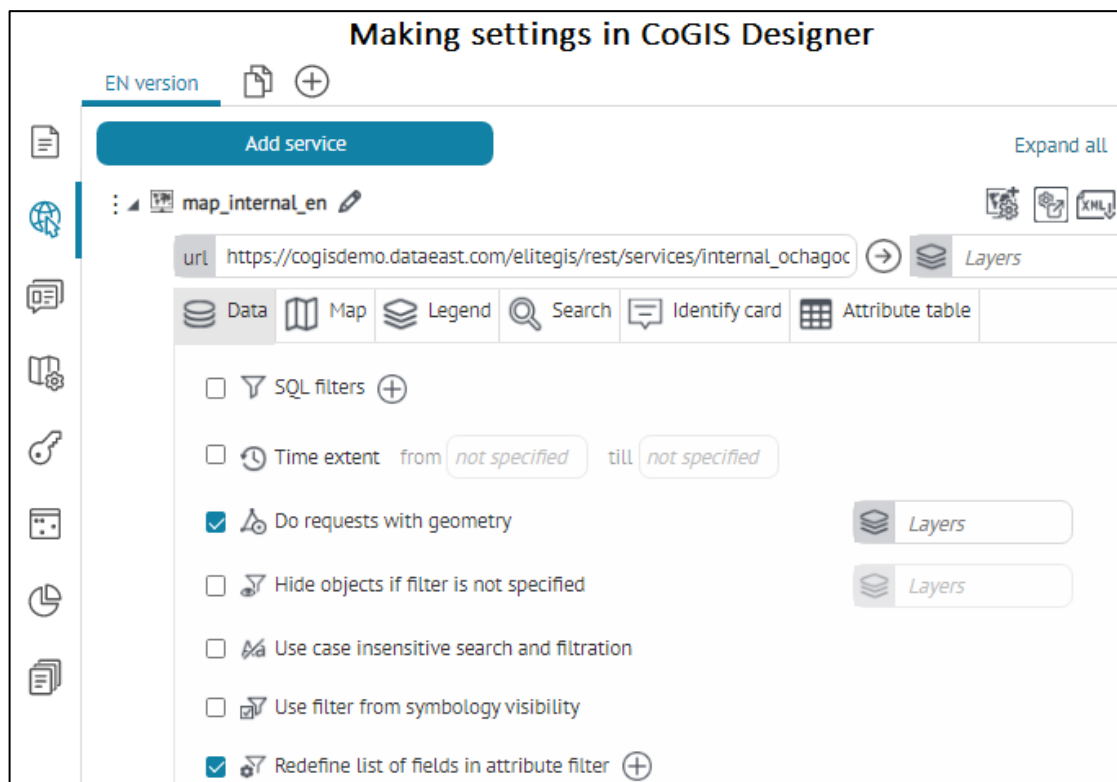 Making settings in CoGIS Designer
EN version
Add service
Expand all
map_internal_en
XML
url https://cogisdemo.dataeast.com/elitegis/rest/services/internal_ochagoc Layers
Data Map Legend Search Identify card Attribute table
SQL filters
Time extent from not specified till not specified
Do requests with geometry Layers
Hide objects if filter is not specified Layers
Use case insensitive search and filtration
Use filter from symbology visibility
Redefine list of fields in attribute filter